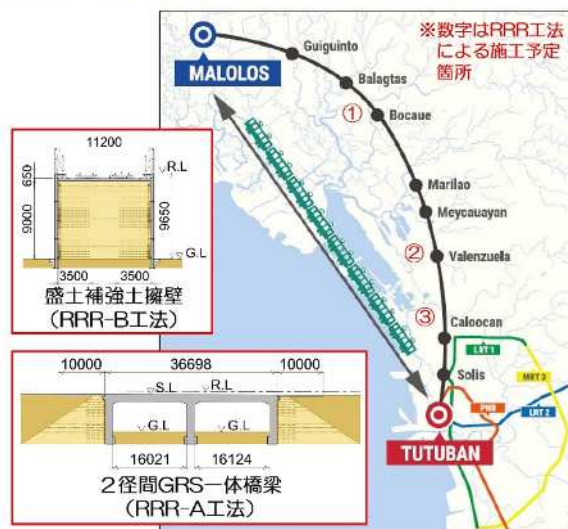 ※数字はRRR工法
による施工予定
箇所
MALOLOS
Guiguinto
Balagtas
①
Bocaue
Marilao
Meycauayan
②
Valenzuela
③
Caloocan
Solis
LRT 1
MRT 3
PNR
LRT 2
TUTUBAN
11200
R.L
650
9000
9650
G.L
3500
3500
盛土補強土擁壁
(RRR-B工法)
10000
36698
10000
S.L
R.L
G.L
G.L
16021
16124
2径間GRS一体橋梁
(RRR-A工法)